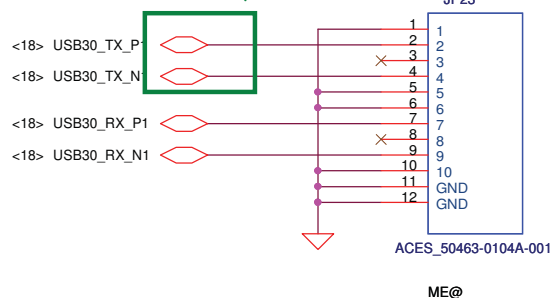 JP23
1 1
<18> USB30_TX_P1 2 2
3 3
<18> USB30_TX_N1 4 4
5 5
6 6
<18> USB30_RX_P1 7 7
8 8
<18> USB30_RX_N1 9 9
10 10
11 GND
12 GND
ACES_50463-0104A-001
ME@